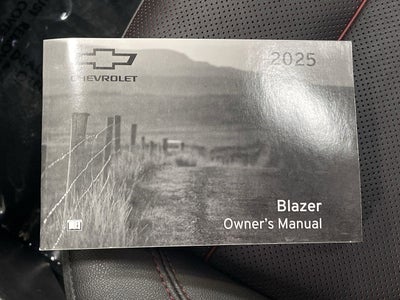 CHEVROLET
2025
Blazer
Owner's Manual